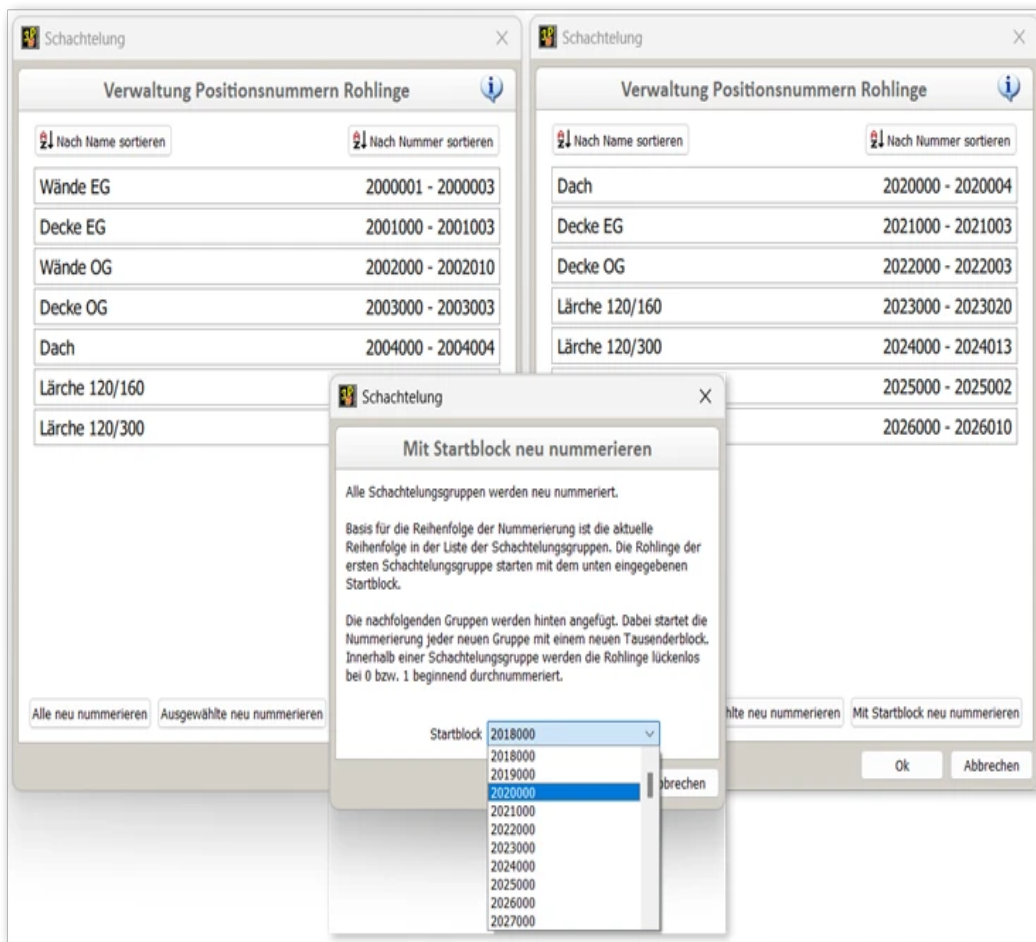 Schachtelung
Verwaltung Positionsnummern Rohlinge
Nach Name sortieren
Nach Nummer sortieren
Wände EG 2000001 - 2000003
Decke EG 2001000 - 2001003
Wände OG 2002000 - 2002010
Decke OG 2003000 - 2003003
Dach 2004000 - 2004004
Lärche 120/160
Lärche 120/300
Alle neu nummerieren
Ausgewählte neu nummerieren
Schachtelung
Verwaltung Positionsnummern Rohlinge
Nach Name sortieren
Nach Nummer sortieren
Dach 2020000 - 2020004
Decke EG 2021000 - 2021003
Decke OG 2022000 - 2022003
Lärche 120/160 2023000 - 2023020
Lärche 120/300 2024000 - 2024013
2025000 - 2025002
2026000 - 2026010
hlte neu nummerieren
Mit Startblock neu nummerieren
Ok
Abbrechen
Schachtelung
Mit Startblock neu nummerieren
Alle Schachtelungsgruppen werden neu nummeriert.
Basis für die Reihenfolge der Nummerierung ist die aktuelle
Reihenfolge in der Liste der Schachtelungsgruppen. Die Rohlinge der
ersten Schachtelungsgruppe starten mit dem unten eingegebenen
Startblock.
Die nachfolgenden Gruppen werden hinten angefügt. Dabei startet die
Nummerierung jeder neuen Gruppe mit einem neuen Tausenderblock.
Innerhalb einer Schachtelungsgruppe werden die Rohlinge lückenlos
bei 0 bzw. 1 beginnend durchnummeriert.
Startblock 2018000
2018000
2019000
2020000
2021000
2022000
2023000
2024000
2025000
2026000
2027000
bbrechen